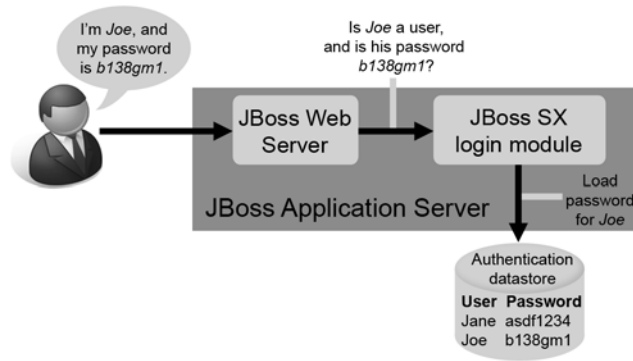 I'm Joe, and
my password
is b138gm1.
Is Joe a user,
and is his password
b138gm1?
JBoss Web
Server
JBoss SX
login module
JBoss Application Server
Load
password
for Joe
Authentication
datastore
User Password
Jane asdf1234
Joe b138gm1